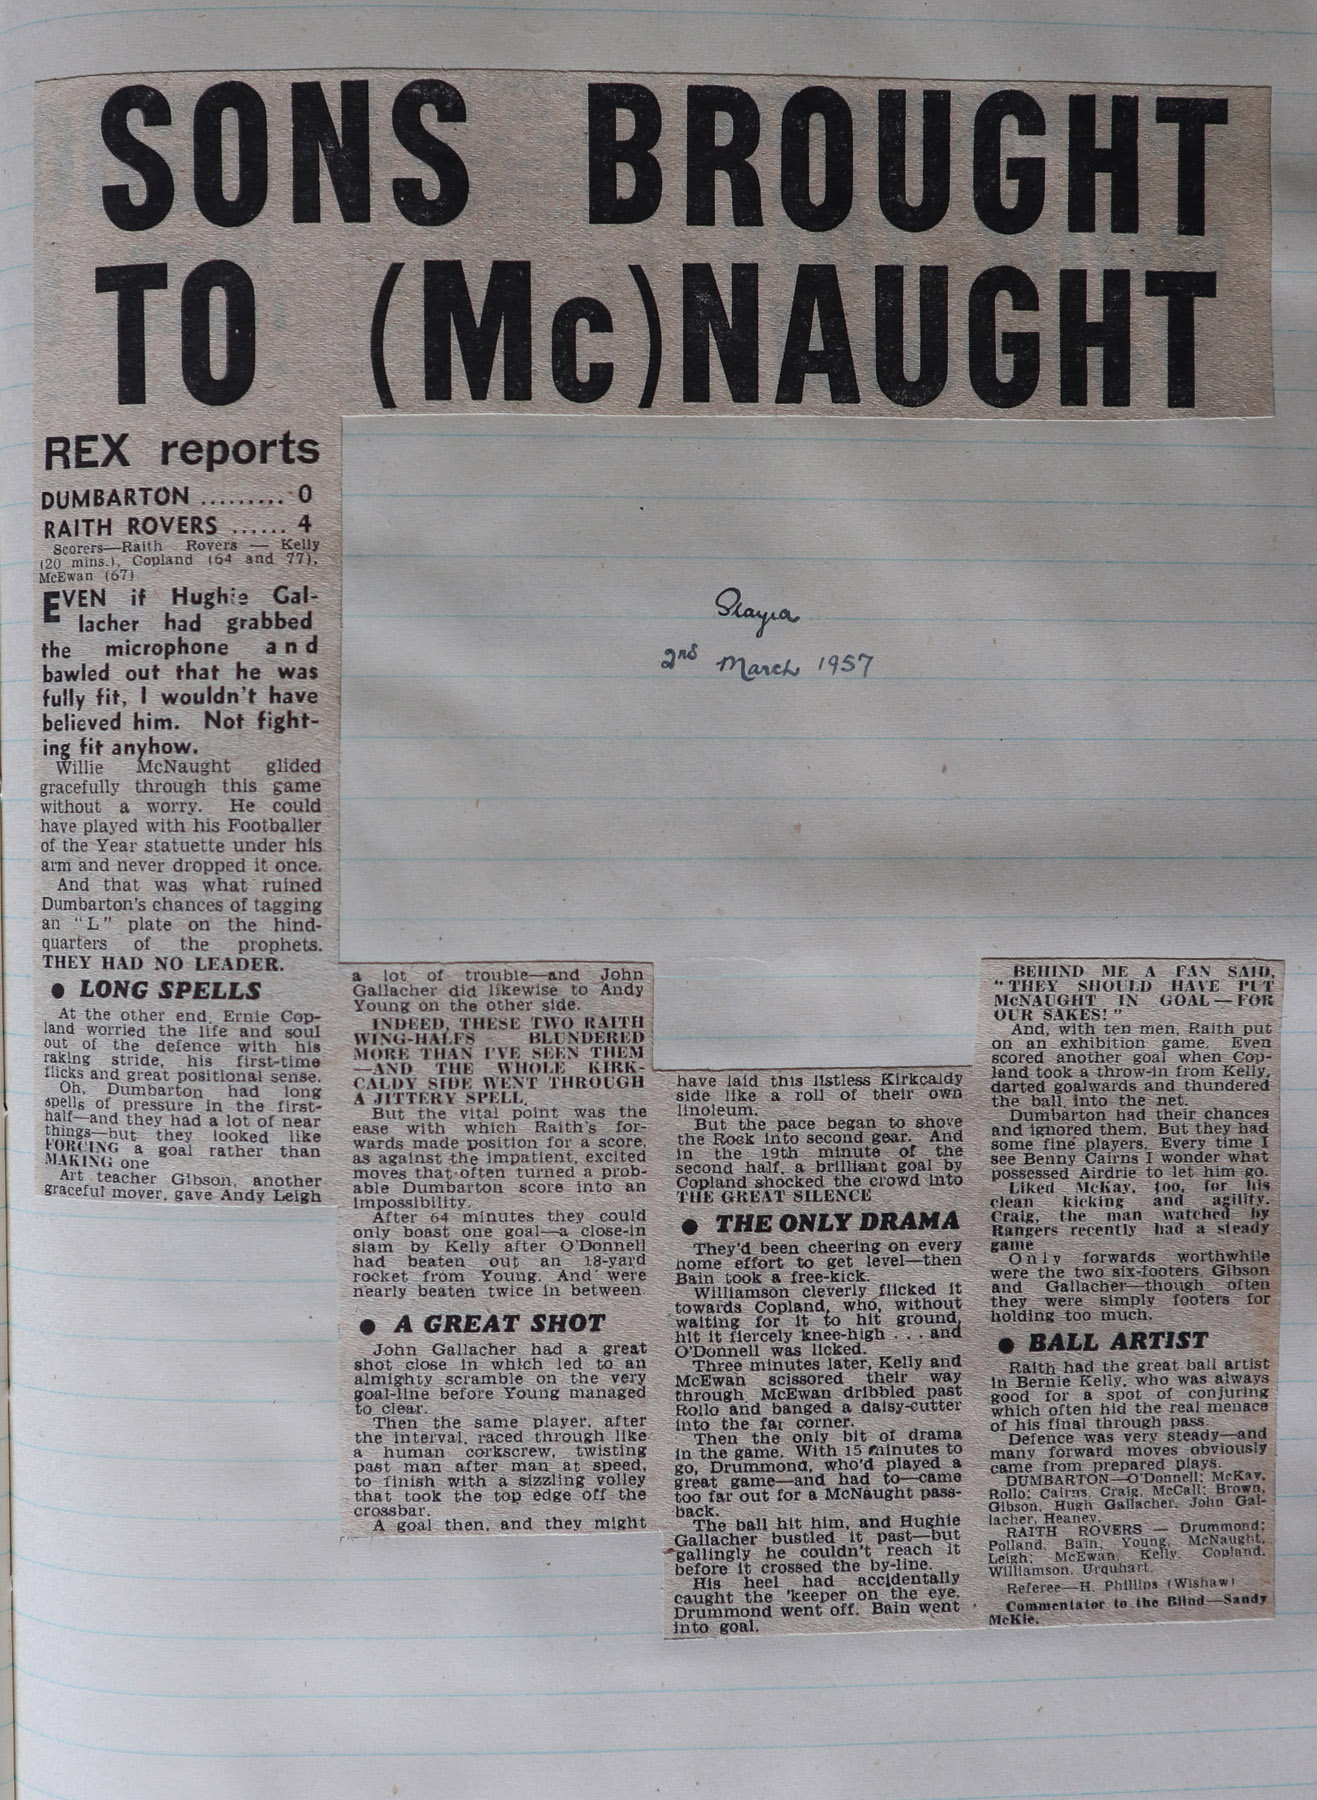 SONS BROUGHT
TO (Mc)NAUGHT
REX reports
DUMBARTON ......... 0
RAITH ROVERS ...... 4
Scorers—Raith Rovers — Kelly
(20 mins.), Copland (64 and 77),
McEwan (67)
EVEN if Hughie Gal-
lacher had grabbed
the microphone and
bawled out that he was
fully fit, I wouldn't have
believed him. Not fight-
ing fit anyhow.
Willie McNaught glided
gracefully through this game
without a worry. He could
have played with his Footballer
of the Year statuette under his
arm and never dropped it once.
And that was what ruined
Dumbarton's chances of tagging
an "L" plate on the hind-
quarters of the prophets.
THEY HAD NO LEADER.
● LONG SPELLS
At the other end, Ernie Cop-
land worried the life and soul
out of the defence with his
raking stride, his first-time
flicks and great positional sense.
Oh, Dumbarton had long
spells of pressure in the first-
half—and they had a lot of near
things—but they looked like
FORCING a goal rather than
MAKING one
Art teacher Gibson, another
graceful mover, gave Andy Leigh
a lot of trouble—and John
Gallacher did likewise to Andy
Young on the other side.
INDEED, THESE TWO RAITH
WING-HALFS BLUNDERED
MORE THAN I'VE SEEN THEM
—AND THE WHOLE KIRK-
CALDY SIDE WENT THROUGH
A JITTERY SPELL.
But the vital point was the
ease with which Raith's for-
wards made position for a score,
as against the impatient, excited
moves that often turned a prob-
able Dumbarton score into an
impossibility.
After 64 minutes they could
only boast one goal—a close-in
slam by Kelly after O'Donnell
had beaten out an 18-yard
rocket from Young. And were
nearly beaten twice in between
● A GREAT SHOT
John Gallacher had a great
shot close in which led to an
almighty scramble on the very
goal-line before Young managed
to clear.
Then the same player, after
the interval, raced through like
a human corkscrew, twisting
past man after man at speed,
to finish with a sizzling volley
that took the top edge off the
crossbar.
A goal then, and they might
have laid this listless Kirkcaldy
side like a roll of their own
linoleum.
But the pace began to shove
the Rock into second gear. And
in the 19th minute of the
second half, a brilliant goal by
Copland shocked the crowd into
THE GREAT SILENCE
● THE ONLY DRAMA
They'd been cheering on every
home effort to get level—then
Bain took a free-kick.
Williamson cleverly flicked it
towards Copland, who, without
waiting for it to hit ground,
hit it fiercely knee-high . . . and
O'Donnell was licked.
Three minutes later, Kelly and
McEwan scissored their way
through McEwan dribbled past
Rollo and banged a daisy-cutter
into the far corner.
Then the only bit of drama
in the game. With 15 minutes to
go, Drummond, who'd played a
great game—and had to—came
too far out for a McNaught pass-
back.
The ball hit him, and Hughie
Gallacher bustled it past—but
gallingly he couldn't reach it
before it crossed the by-line.
His heel had accidentally
caught the 'keeper on the eye.
Drummond went off. Bain went
into goal.
BEHIND ME A FAN SAID,
"THEY SHOULD HAVE PUT
McNAUGHT IN GOAL—FOR
OUR SAKES!"
And, with ten men, Raith put
on an exhibition game. Even
scored another goal when Cop-
land took a throw-in from Kelly,
darted goalwards and thundered
the ball into the net.
Dumbarton had their chances
and ignored them. But they had
some fine players. Every time I
see Benny Cairns I wonder what
possessed Airdrie to let him go.
Liked McKay, too, for his
clean kicking and agility.
Craig, the man watched by
Rangers recently had a steady
game
Only forwards worthwhile
were the two six-footers, Gibson
and Gallacher—though often
they were simply footers for
holding too much.
● BALL ARTIST
Raith had the great ball artist
in Bernie Kelly, who was always
good for a spot of conjuring
which often hid the real menace
of his final through pass.
Defence was very steady—and
many forward moves obviously
came from prepared plays.
DUMBARTON—O'Donnell; McKay,
Rollo; Cairns, Craig, McCall; Brown,
Gibson, Hugh Gallacher, John Gal-
lacher, Heaney.
RAITH ROVERS — Drummond;
Polland, Bain, Young, McNaught,
Leigh; McEwan, Kelly, Copland,
Williamson, Urquhart.
Referee—H. Phillips (Wishaw)
Commentator to the Blind—Sandy
McKie.
2nd March 1957